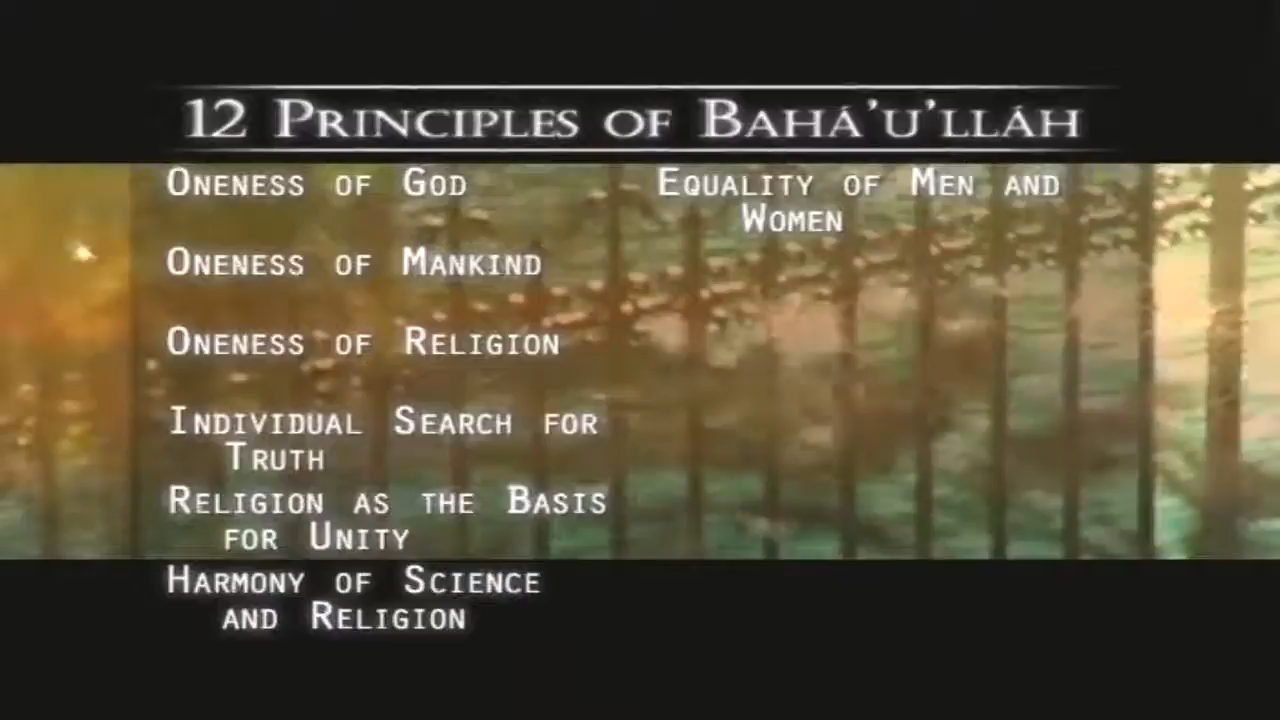 12 Principles of Bahá'u'lláh
Oneness of God
Oneness of Mankind
Oneness of Religion
Individual Search for
Truth
Religion as the Basis
for Unity
Harmony of Science
and Religion
Equality of Men and
Women